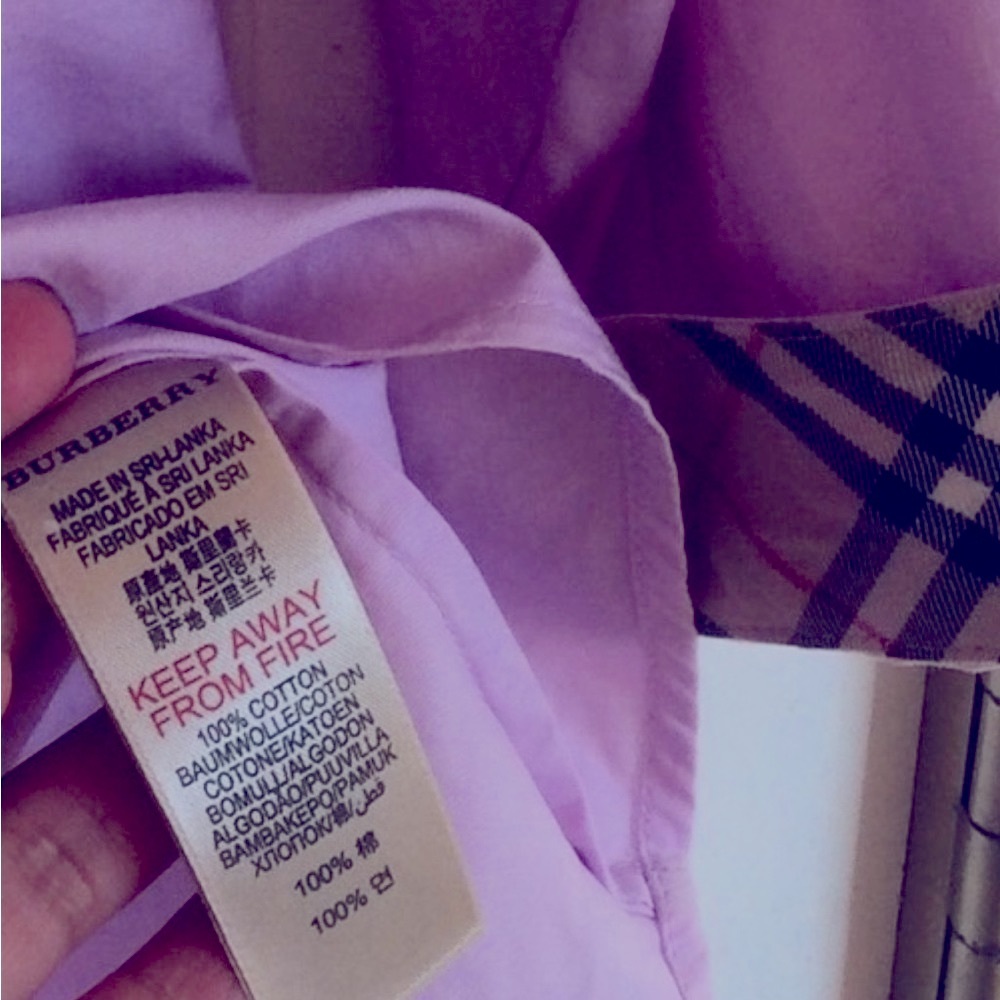 BURBERRY
MADE IN SRI-LANKA
FABRIQUÉ À SRI LANKA
FABRICADO EM SRI
LANKA
原產地 斯里蘭卡
원산지 스리랑카
原产地 斯里兰卡
KEEP AWAY
FROM FIRE
100% COTTON
BAUMWOLLE/COTON
COTONE/KATOEN
BOMULL/ALGODON
ALGODÃO/PUUVILLA
BAMBAKEPO/PAMUK
ХЛОПОК/棉/قطن
100% 棉
100% 면